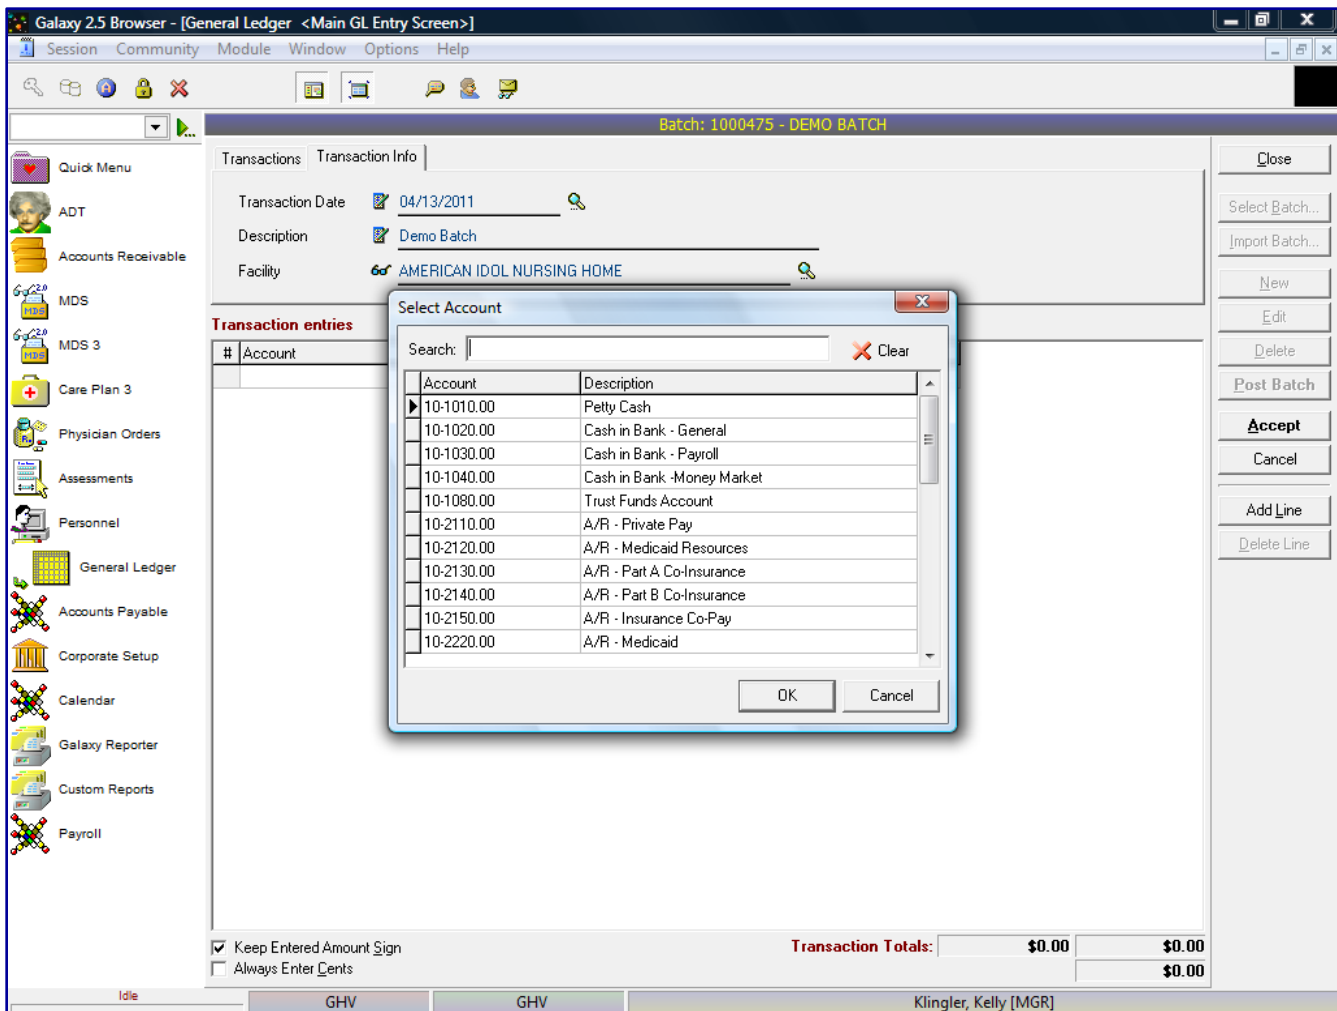 Galaxy 2.5 Browser - [General Ledger <Main GL Entry Screen>]
Session Community Module Window Options Help
Batch: 1000475 - DEMO BATCH
Quick Menu
ADT
Accounts Receivable
MDS
MDS 3
Care Plan 3
Physician Orders
Assessments
Personnel
General Ledger
Accounts Payable
Corporate Setup
Calendar
Galaxy Reporter
Custom Reports
Payroll
Transactions Transaction Info
Transaction Date 04/13/2011
Description Demo Batch
Facility AMERICAN IDOL NURSING HOME
Transaction entries
# Account
Select Account
Search: Clear
Account Description
10-1010.00 Petty Cash
10-1020.00 Cash in Bank - General
10-1030.00 Cash in Bank - Payroll
10-1040.00 Cash in Bank -Money Market
10-1080.00 Trust Funds Account
10-2110.00 A/R - Private Pay
10-2120.00 A/R - Medicaid Resources
10-2130.00 A/R - Part A Co-Insurance
10-2140.00 A/R - Part B Co-Insurance
10-2150.00 A/R - Insurance Co-Pay
10-2220.00 A/R - Medicaid
OK Cancel
Close
Select Batch...
Import Batch...
New
Edit
Delete
Post Batch
Accept
Cancel
Add Line
Delete Line
Keep Entered Amount Sign
Always Enter Cents
Transaction Totals: $0.00 $0.00
$0.00
Idle GHV GHV Klingler, Kelly [MGR]